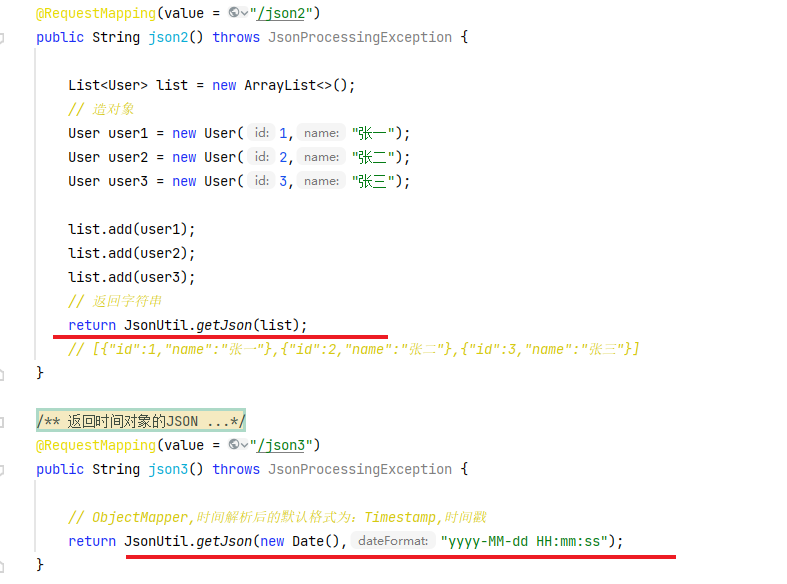 @RequestMapping(value = "/json2")
public String json2() throws JsonProcessingException {
List<User> list = new ArrayList<>();
// 造对象
User user1 = new User( id: 1, name: "张一");
User user2 = new User( id: 2, name: "张二");
User user3 = new User( id: 3, name: "张三");
list.add(user1);
list.add(user2);
list.add(user3);
// 返回字符串
return JsonUtil.getJson(list);
// [{"id":1,"name":"张一"},{"id":2,"name":"张二"},{"id":3,"name":"张三"}]
}
/** 返回时间对象的JSON ...*/
@RequestMapping(value = "/json3")
public String json3() throws JsonProcessingException {
// ObjectMapper,时间解析后的默认格式为：Timestamp,时间戳
return JsonUtil.getJson(new Date(), dateFormat: "yyyy-MM-dd HH:mm:ss");
}